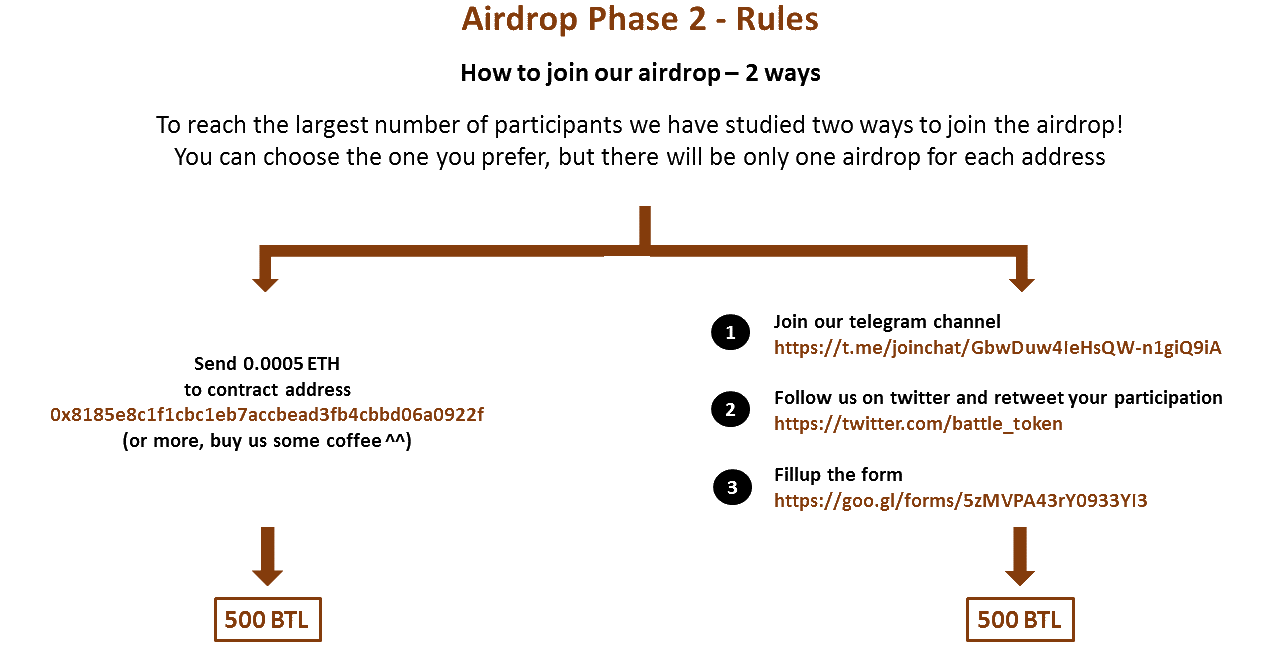 Airdrop Phase 2 - Rules
How to join our airdrop – 2 ways
To reach the largest number of participants we have studied two ways to join the airdrop!
You can choose the one you prefer, but there will be only one airdrop for each address
Send 0.0005 ETH
to contract address
0x8185e8c1f1cbc1eb7accbead3fb4cbbd06a0922f
(or more, buy us some coffee ^^)
500 BTL
1
Join our telegram channel
https://t.me/joinchat/GbwDuw4IeHsQW-n1giQ9iA
2
Follow us on twitter and retweet your participation
https://twitter.com/battle_token
3
Fillup the form
https://goo.gl/forms/5zMVPA43rY0933YI3
500 BTL